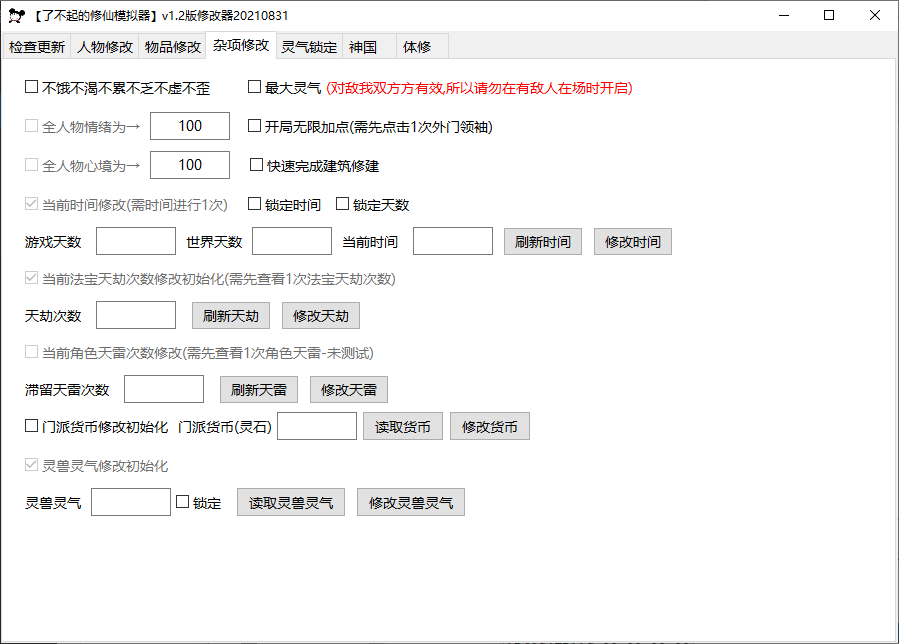 【了不起的修仙模拟器】v1.2版修改器20210831
检查更新 人物修改 物品修改 杂项修改 灵气锁定 神国 体修
不饿不渴不累不乏不虚不歪 最大灵气 (对敌我双方方有效,所以请勿在有敌人在场时开启)
全人物情绪为→ 100 开局无限加点(需先点击1次外门领袖)
全人物心境为→ 100 快速完成建筑修建
当前时间修改(需时间进行1次) 锁定时间 锁定天数
游戏天数 世界天数 当前时间 刷新时间 修改时间
当前法宝天劫次数修改初始化(需先查看1次法宝天劫次数)
天劫次数 刷新天劫 修改天劫
当前角色天雷次数修改(需先查看1次角色天雷-未测试)
滞留天雷次数 刷新天雷 修改天雷
门派货币修改初始化 门派货币(灵石) 读取货币 修改货币
灵兽灵气修改初始化
灵兽灵气 锁定 读取灵兽灵气 修改灵兽灵气